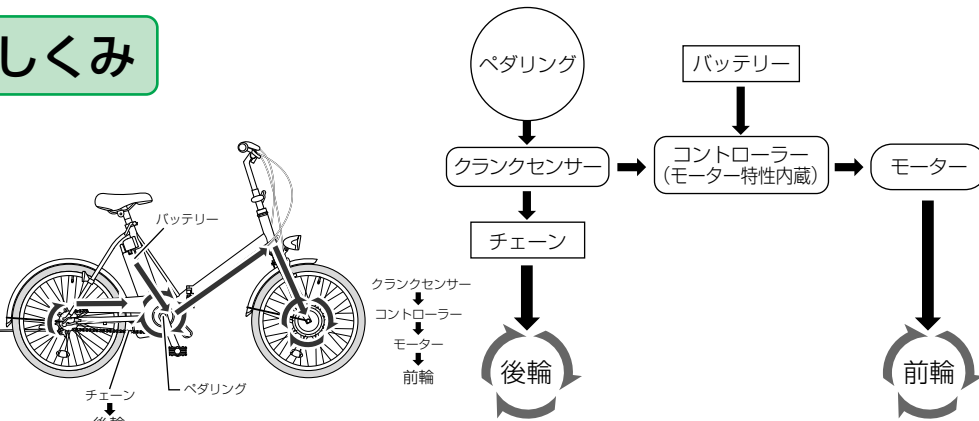 しくみ
ペダリング
バッテリー
クランクセンサー
コントローラー
(モーター特性内蔵)
モーター
チェーン
後輪
前輪
バッテリー
クランクセンサー
コントローラー
モーター
前輪
ペダリング
チェーン
後輪